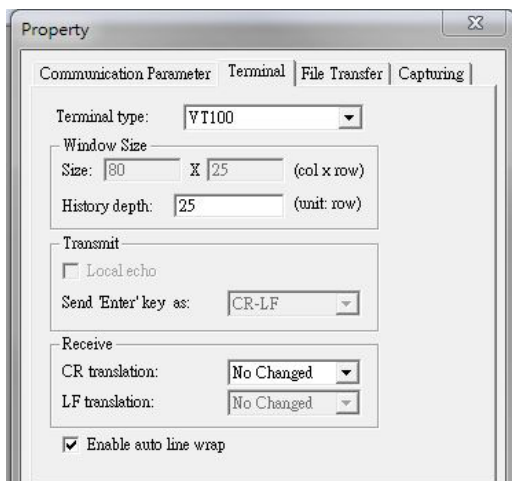 Property
Communication Parameter Terminal File Transfer Capturing
Terminal type: VT100
Window Size
Size: 80 X 25 (col x row)
History depth: 25 (unit: row)
Transmit
Local echo
Send 'Enter' key as: CR-LF
Receive
CR translation: No Changed
LF translation: No Changed
Enable auto line wrap